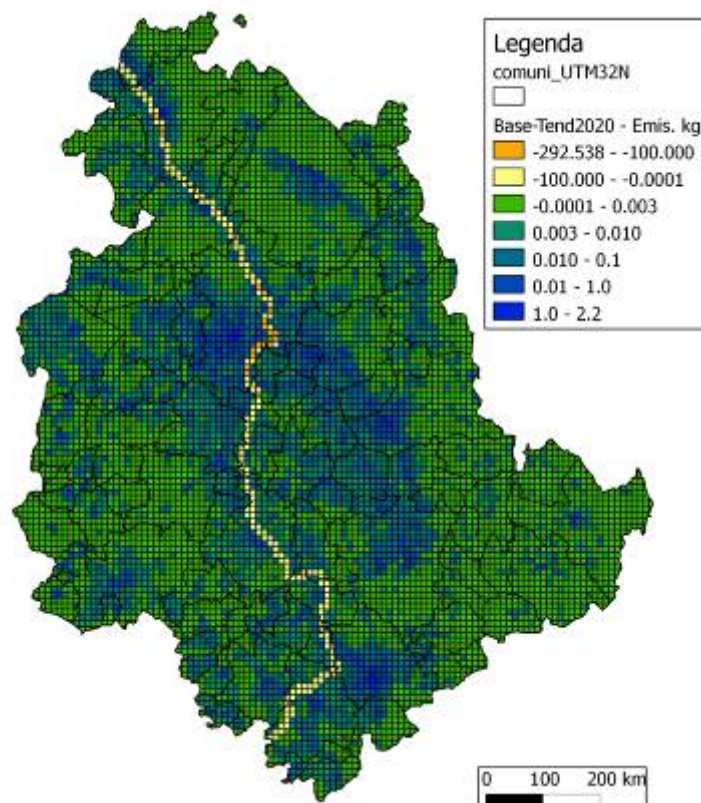 Legenda
comuni_UTM32N
Base-Tend2020 - Emis. kg
-292.538 - -100.000
-100.000 - -0.0001
-0.0001 - 0.003
0.003 - 0.010
0.010 - 0.1
0.01 - 1.0
1.0 - 2.2
0 100 200 km